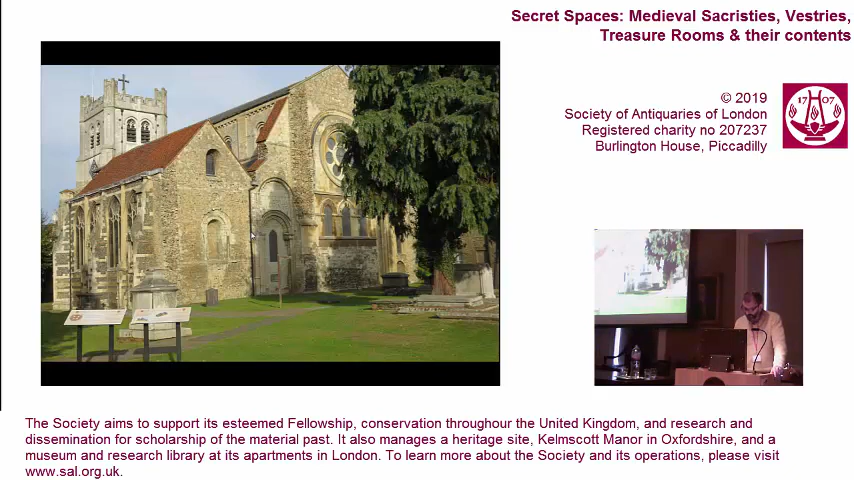 Secret Spaces: Medieval Sacristies, Vestries,
Treasure Rooms & their contents
© 2019
Society of Antiquaries of London
Registered charity no 207237
Burlington House, Piccadilly
17 07
The Society aims to support its esteemed Fellowship, conservation throughour the United Kingdom, and research and
dissemination for scholarship of the material past. It also manages a heritage site, Kelmscott Manor in Oxfordshire, and a
museum and research library at its apartments in London. To learn more about the Society and its operations, please visit
www.sal.org.uk.